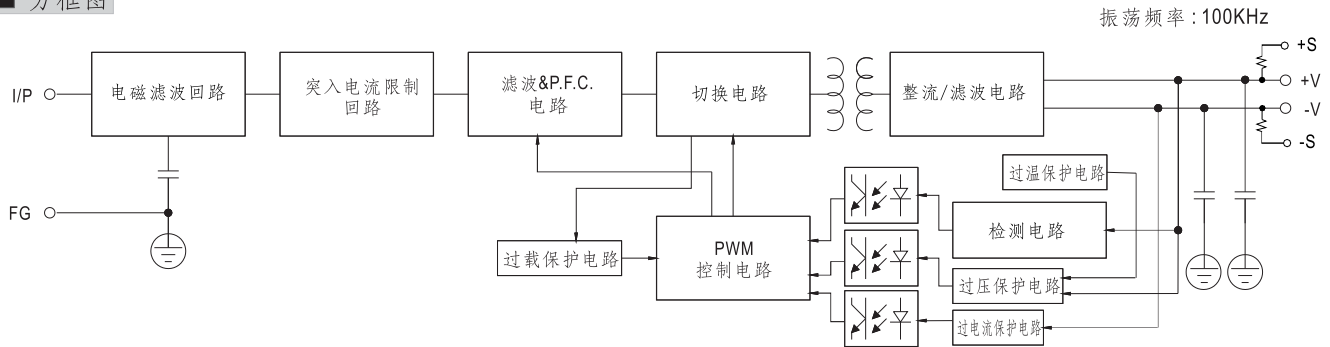 ■ 方框图
振荡频率:100KHz
I/P
电磁滤波回路
突入电流限制
回路
滤波&P.F.C.
电路
切换电路
整流/滤波电路
+S
+V
-V
-S
FG
过载保护电路
PWM
控制电路
过温保护电路
检测电路
过压保护电路
过电流保护电路